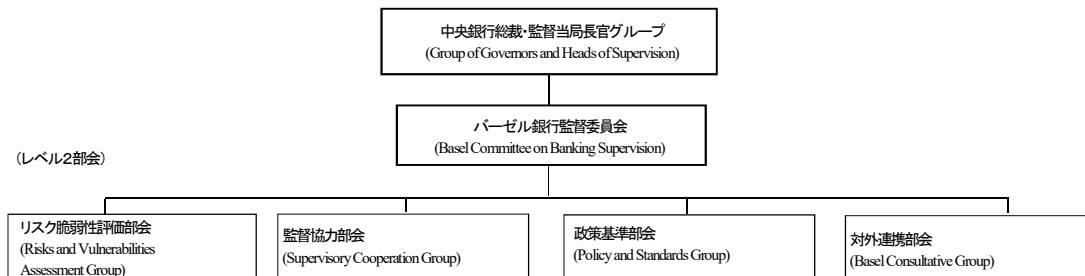 中央銀行総裁・監督当局長官グループ
(Group of Governors and Heads of Supervision)
バーゼル銀行監督委員会
(Basel Committee on Banking Supervision)
(レベル2部会)
リスク脆弱性評価部会
(Risks and Vulnerabilities
Assessment Group)
監督協力部会
(Supervisory Cooperation Group)
政策基準部会
(Policy and Standards Group)
対外連携部会
(Basel Consultative Group)